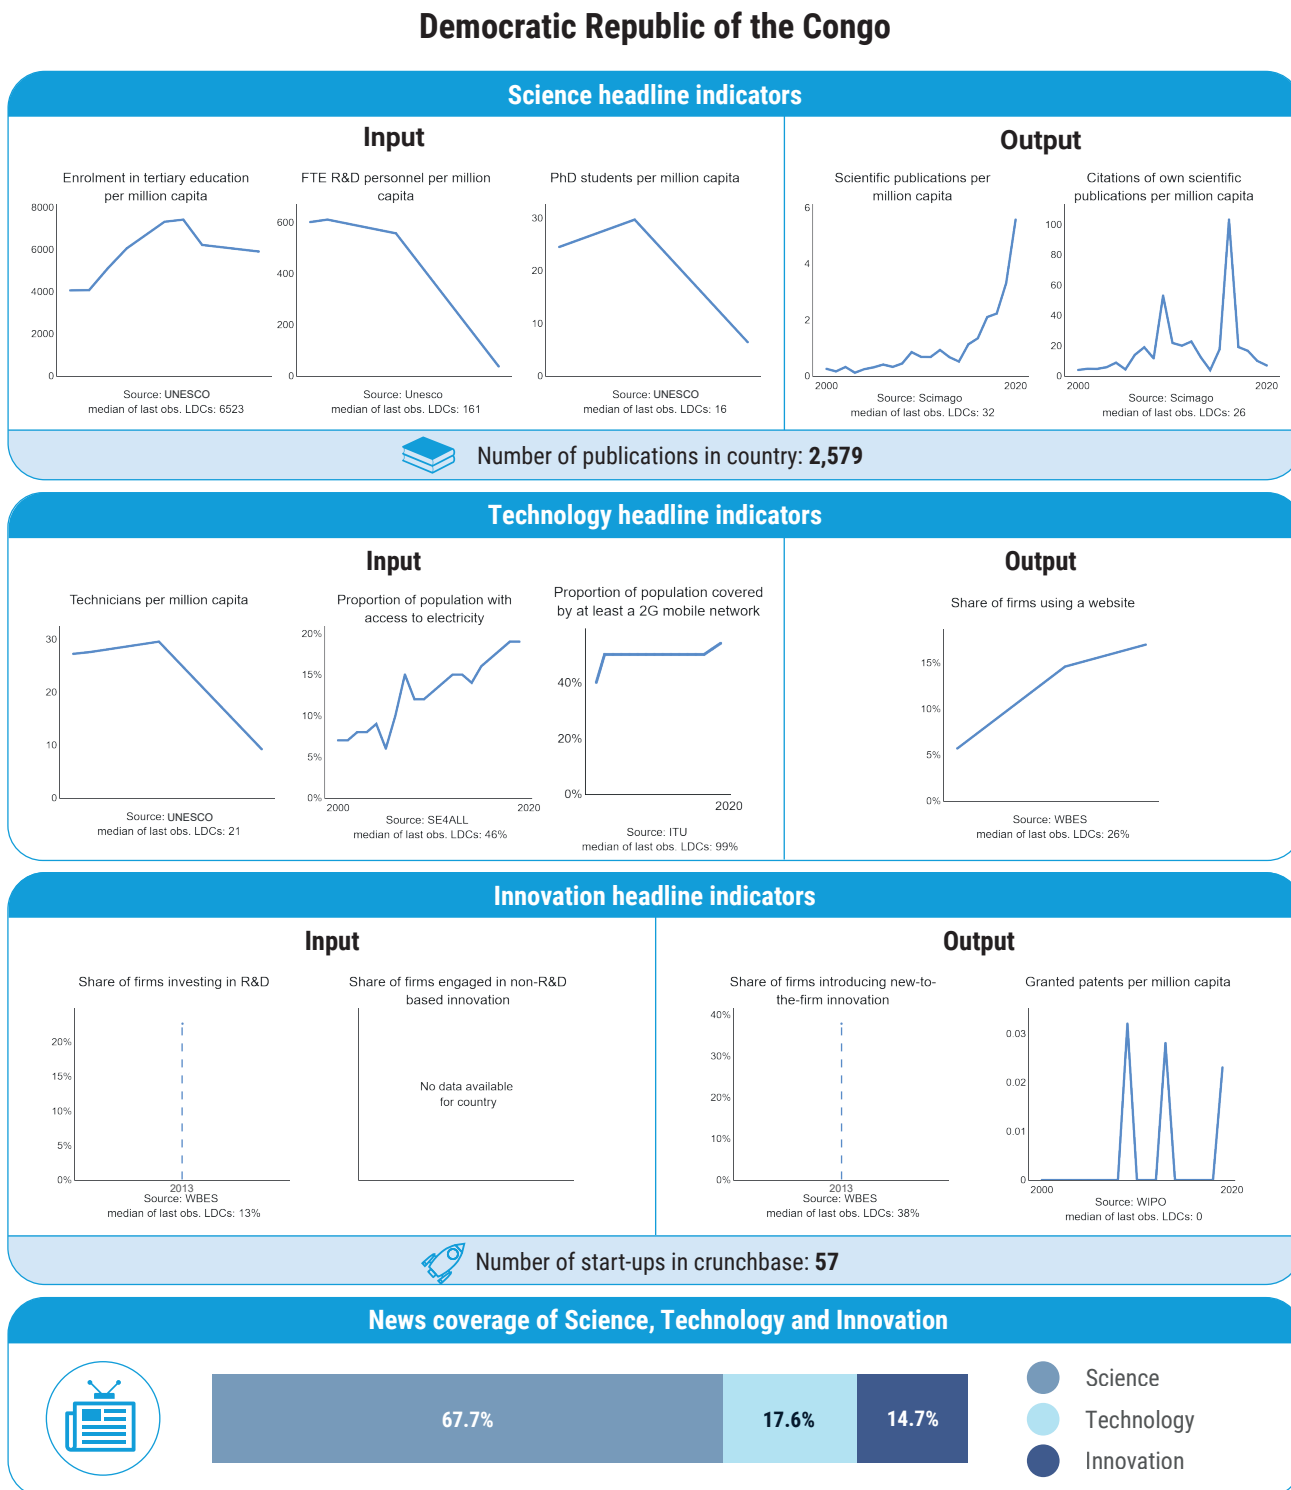 Democratic Republic of the Congo
Science headline indicators
Input
Enrolment in tertiary education
per million capita
8000
6000
4000
2000
0
Source: UNESCO
median of last obs. LDCs: 6523
FTE R&D personnel per million
capita
600
400
200
0
Source: Unesco
median of last obs. LDCs: 161
PhD students per million capita
30
20
10
0
Source: UNESCO
median of last obs. LDCs: 16
Output
Scientific publications per
million capita
6
4
2
0
2000
2020
Source: Scimago
median of last obs. LDCs: 32
Citations of own scientific
publications per million capita
100
80
60
40
20
0
2000
2020
Source: Scimago
median of last obs. LDCs: 26
Number of publications in country: 2,579
Technology headline indicators
Input
Technicians per million capita
30
20
10
0
Source: UNESCO
median of last obs. LDCs: 21
Proportion of population with
access to electricity
20%
15%
10%
5%
0%
2000
2020
Source: SE4ALL
median of last obs. LDCs: 46%
Proportion of population covered
by at least a 2G mobile network
40%
20%
0%
2020
Source: ITU
median of last obs. LDCs: 99%
Output
Share of firms using a website
15%
10%
5%
0%
Source: WBES
median of last obs. LDCs: 26%
Innovation headline indicators
Input
Share of firms investing in R&D
20%
15%
10%
5%
0%
2013
Source: WBES
median of last obs. LDCs: 13%
Share of firms engaged in non-R&D
based innovation
No data available
for country
Output
Share of firms introducing new-to-
the-firm innovation
40%
30%
20%
10%
0%
2013
Source: WBES
median of last obs. LDCs: 38%
Granted patents per million capita
0.03
0.02
0.01
0
2000
2020
Source: WIPO
median of last obs. LDCs: 0
Number of start-ups in crunchbase: 57
News coverage of Science, Technology and Innovation
67.7%
17.6%
14.7%
Science
Technology
Innovation